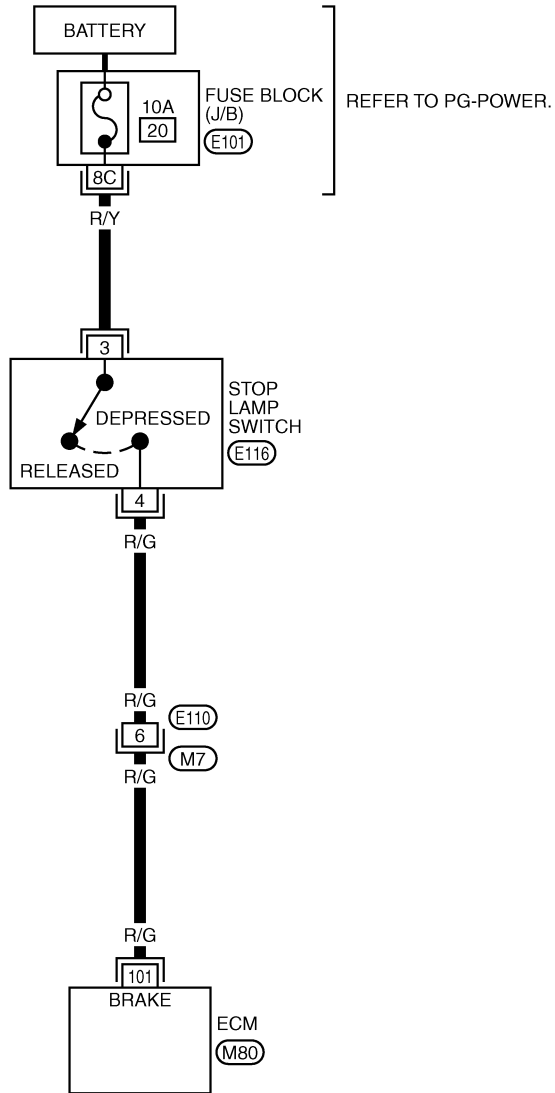 BATTERY
10A
20
FUSE BLOCK
(J/B)
E101
REFER TO PG-POWER.
8C
R/Y
3
DEPRESSED
RELEASED
STOP
LAMP
SWITCH
E116
4
R/G
R/G
E110
6
M7
R/G
R/G
101
BRAKE
ECM
M80